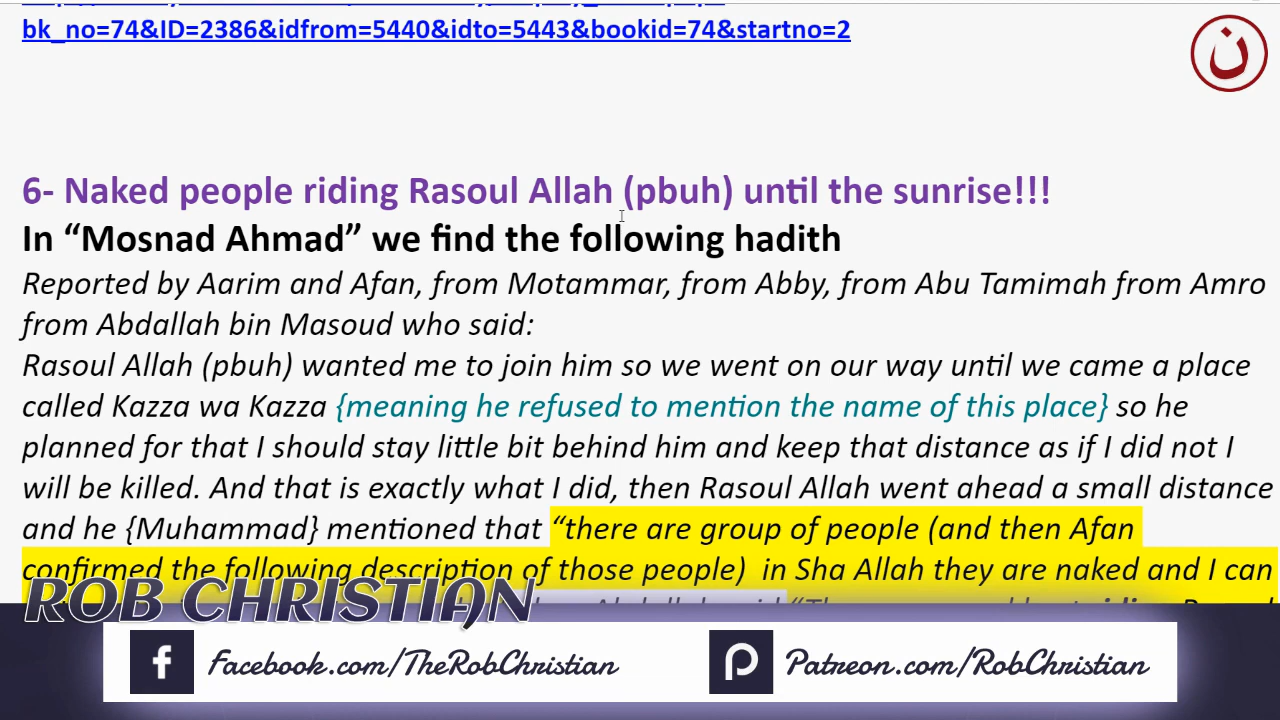 bk_no=74&ID=2386&idfrom=5440&idto=5443&bookid=74&startno=2
ن
6- Naked people riding Rasoul Allah (pbuh) until the sunrise!!!
In “Mosnad Ahmad” we find the following hadith
Reported by Aarim and Afan, from Motammar, from Abby, from Abu Tamimah from Amro
from Abdallah bin Masoud who said:
Rasoul Allah (pbuh) wanted me to join him so we went on our way until we came a place
called Kazza wa Kazza {meaning he refused to mention the name of this place} so he
planned for that I should stay little bit behind him and keep that distance as if I did not I
will be killed. And that is exactly what I did, then Rasoul Allah went ahead a small distance
and he {Muhammad} mentioned that “there are group of people (and then Afan
confirmed the following description of those people)  in Sha Allah they are naked and I can
ROB CHRISTIAN
Facebook.com/TheRobChristian
Patreon.com/RobChristian